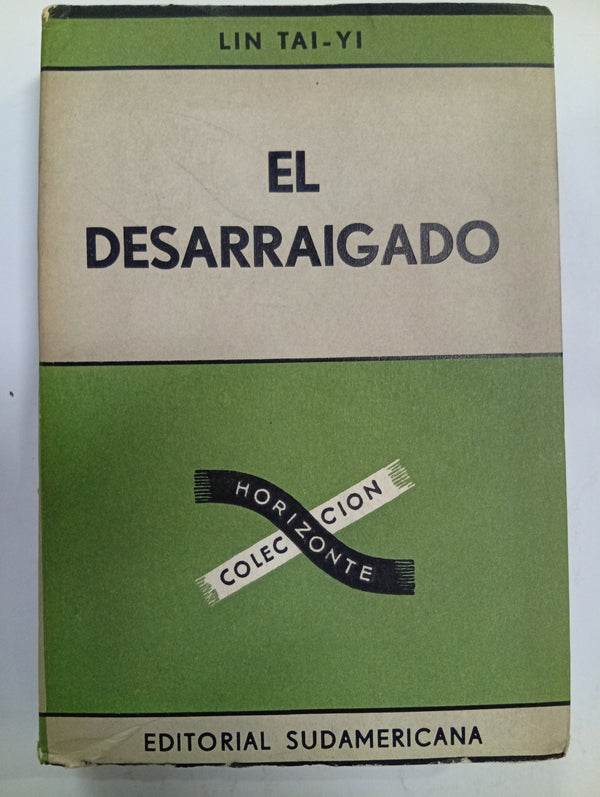 LIN TAI-YI
EL
DESARRAIGADO
COLECCION
HORIZONTE
EDITORIAL SUDAMERICANA